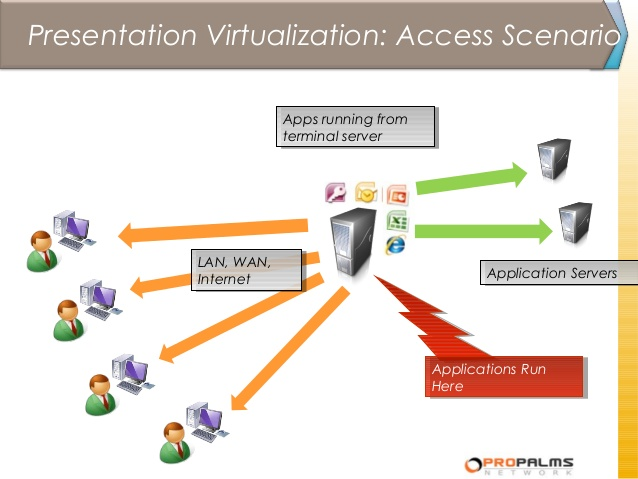 Presentation Virtualization: Access Scenario
Apps running from
terminal server
LAN, WAN,
Internet
Application Servers
Applications Run
Here
PROPALMS
NETWORK